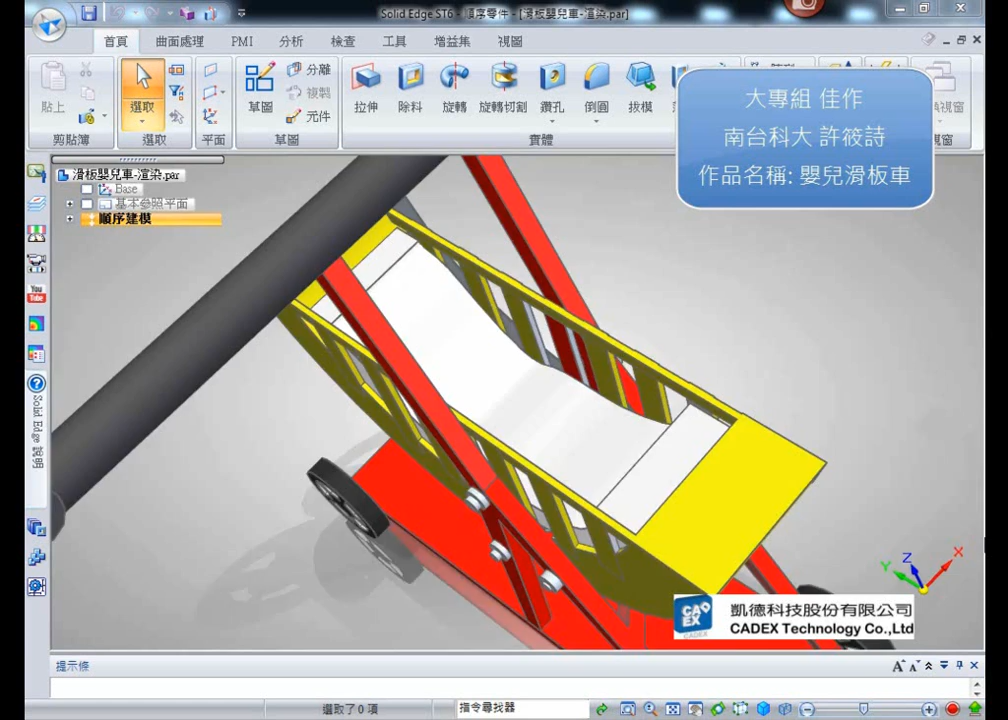 Solid Edge ST6 - 順序零件 - [滑板嬰兒車-渲染.par]
首頁 曲面處理 PMI 分析 檢查 工具 增益集 視圖
大專組 佳作
南台科大 許筱詩
作品名稱: 嬰兒滑板車
貼上
選取
草圖
分離
複製
元件
拉伸 除料 旋轉 旋轉切割 鑽孔 倒圓 拔模
剪貼簿 選取 平面 草圖 實體
滑板嬰兒車-渲染.par
Base
基本參照平面
順序建模
You
Tube
Solid Edge 說明
Z
X
Y
CADEX
凱德科技股份有限公司
CADEX Technology Co.,Ltd
提示條
選取了 0 項
指令尋找器